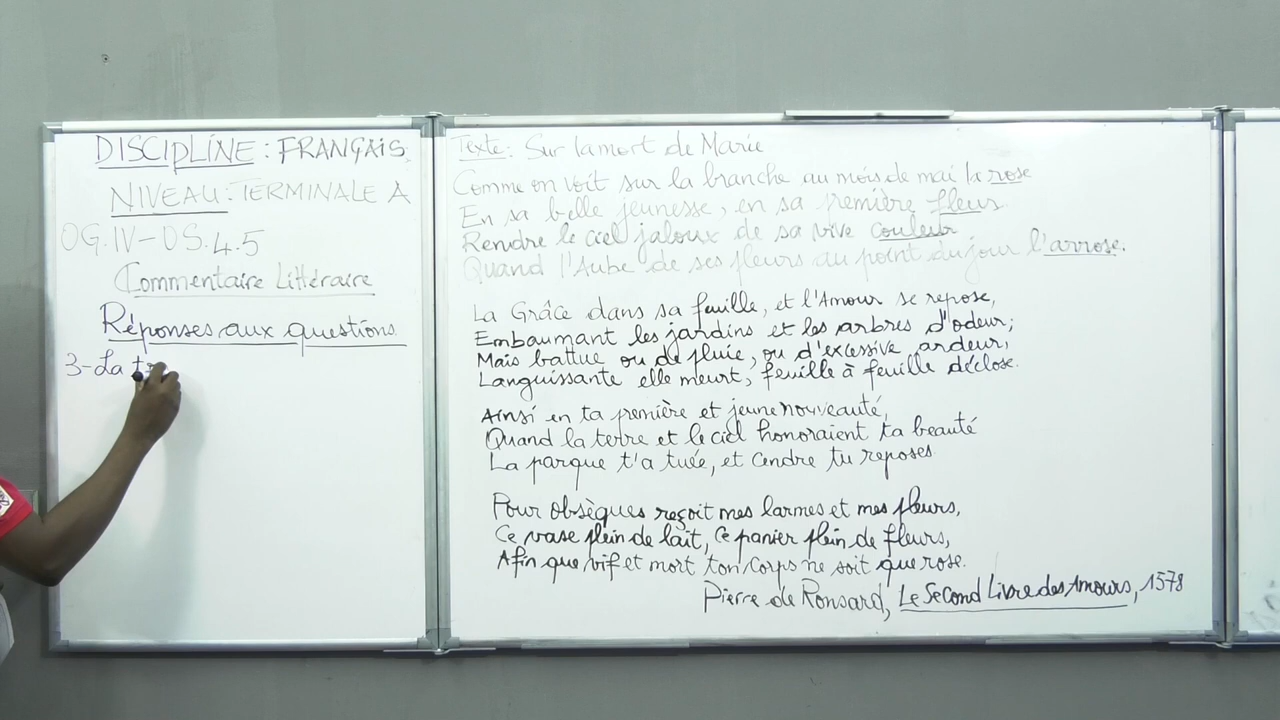 DISCIPLINE : FRANÇAIS
NIVEAU : TERMINALE A
OG.IV-OS.4.5
Commentaire Littéraire
Réponses aux questions
3-La tr
Texte : Sur la mort de Marie
Comme on voit sur la branche au mois de mai la rose
En sa belle jeunesse, en sa première fleur
Rendre le ciel jaloux de sa vive couleur
Quand l'Aube de ses fleurs au point du jour l'arrose.
La Grâce dans sa feuille, et l'Amour se repose,
Embaumant les jardins et les arbres d'odeur;
Mais battue ou de pluie, ou d'excessive ardeur,
Languissante elle meurt, feuille à feuille déclose.
Ainsi en ta première et jeune nouveauté,
Quand la terre et le ciel honoraient ta beauté
La parque t'a tuée, et cendre tu reposes
Pour obsèques reçoit mes larmes et mes pleurs,
Ce vase plein de lait, ce panier plein de fleurs,
Afin que vif et mort ton corps ne soit que rose.
Pierre de Ronsard, Le Second Livre des Amours, 1578